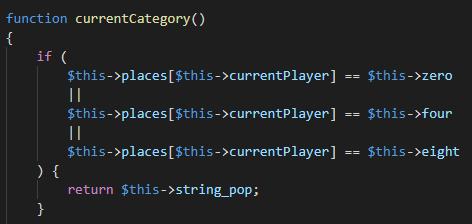 function currentCategory()
{
    if (
        $this->places[$this->currentPlayer] == $this->zero
        ||
        $this->places[$this->currentPlayer] == $this->four
        ||
        $this->places[$this->currentPlayer] == $this->eight
    ) {
        return $this->string_pop;
    }